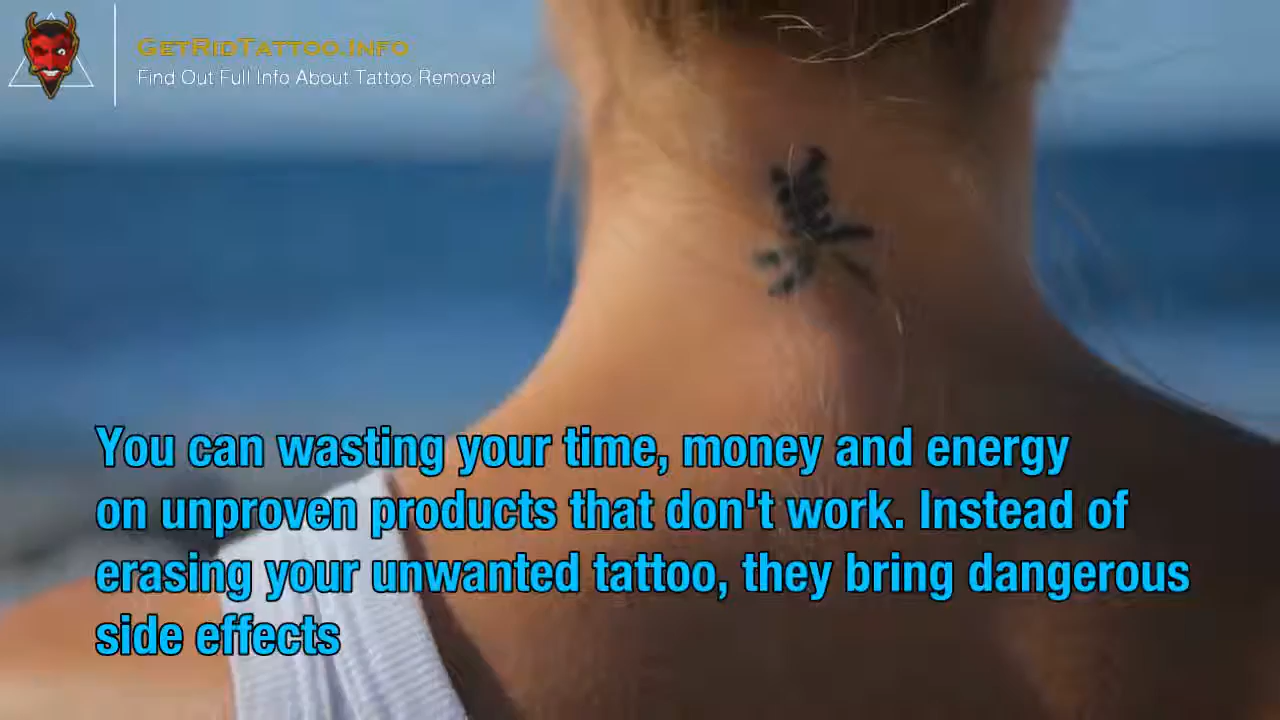 GetRidTattoo.Info
Find Out Full Info About Tattoo Removal
You can wasting your time, money and energy
on unproven products that don't work. Instead of
erasing your unwanted tattoo, they bring dangerous
side effects